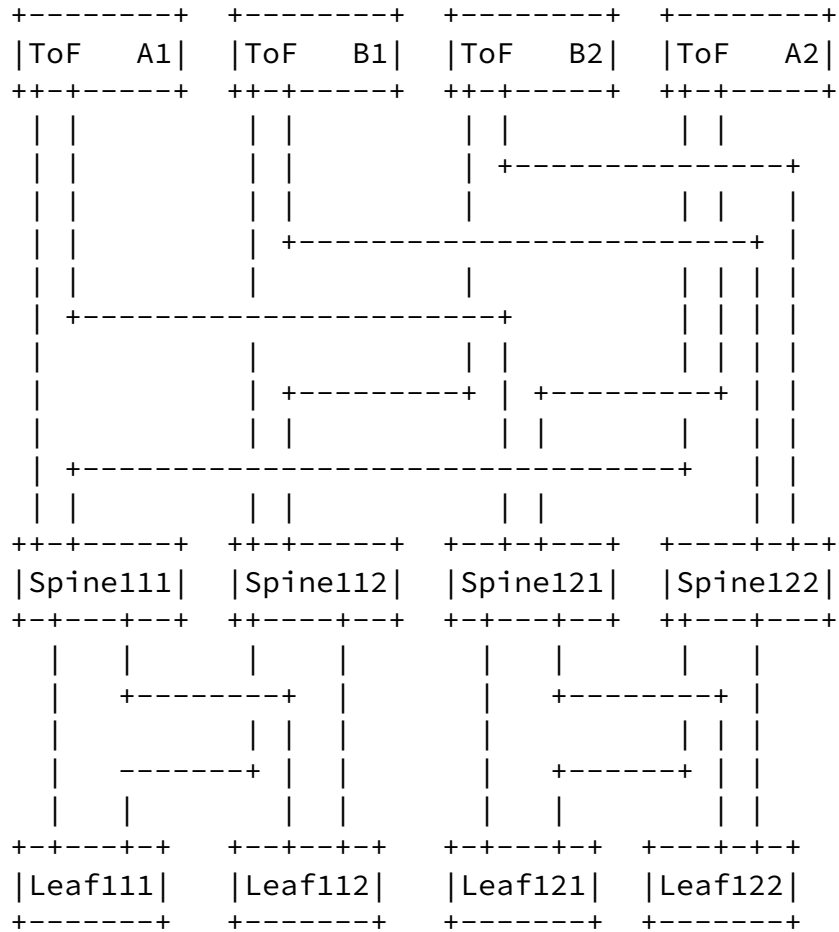 ToF A1 ToF B1 ToF B2 ToF A2
Spine111 Spine112 Spine121 Spine122
Leaf111 Leaf112 Leaf121 Leaf122